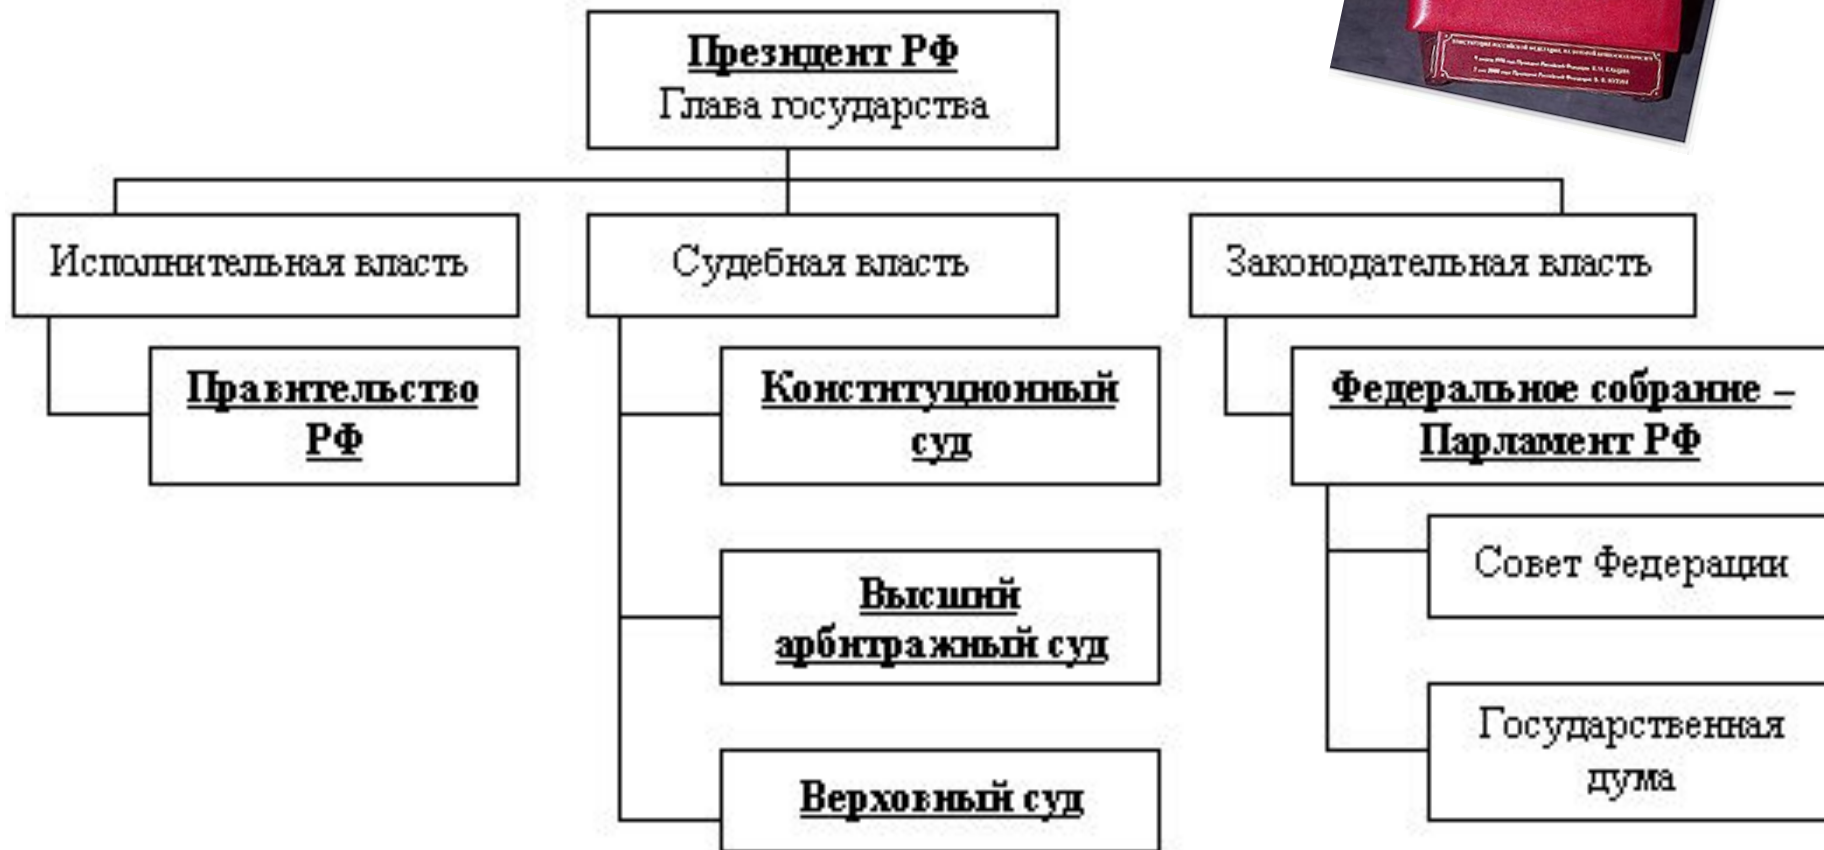 Президент РФ
Глава государства
Исполнительная власть
Судебная власть
Законодательная власть
Правительство
РФ
Конституционный
суд
Федеральное собрание –
Парламент РФ
Высший
арбитражный суд
Совет Федерации
Верховный суд
Государственная
дума